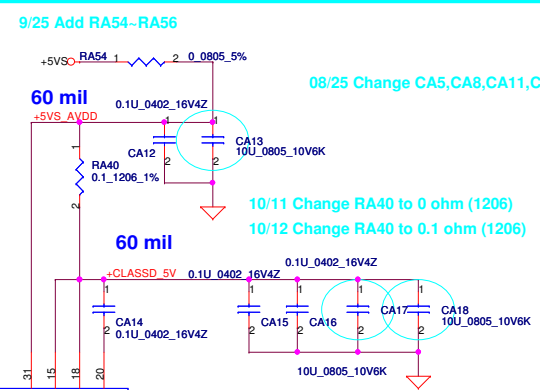 9/25 Add RA54~RA56
+5VS RA54 1 2 0_0805_5%
08/25 Change CA5,CA8,CA11,C
60 mil
0.1U_0402_16V4Z
+5VS_AVDD
1 1 1
CA12 CA13
10U_0805_10V6K
RA40
0.1_1206_1%
2 2 2
10/11 Change RA40 to 0 ohm (1206)
10/12 Change RA40 to 0.1 ohm (1206)
60 mil
0.1U_0402_16V4Z
+CLASSD_5V 0.1U_0402_16V4Z
1 1 1 1 1
CA14 CA15 CA16 CA17 CA18
2 2 2 2 2
0.1U_0402_16V4Z 10U_0805_10V6K
10U_0805_10V6K
31 15 18 20